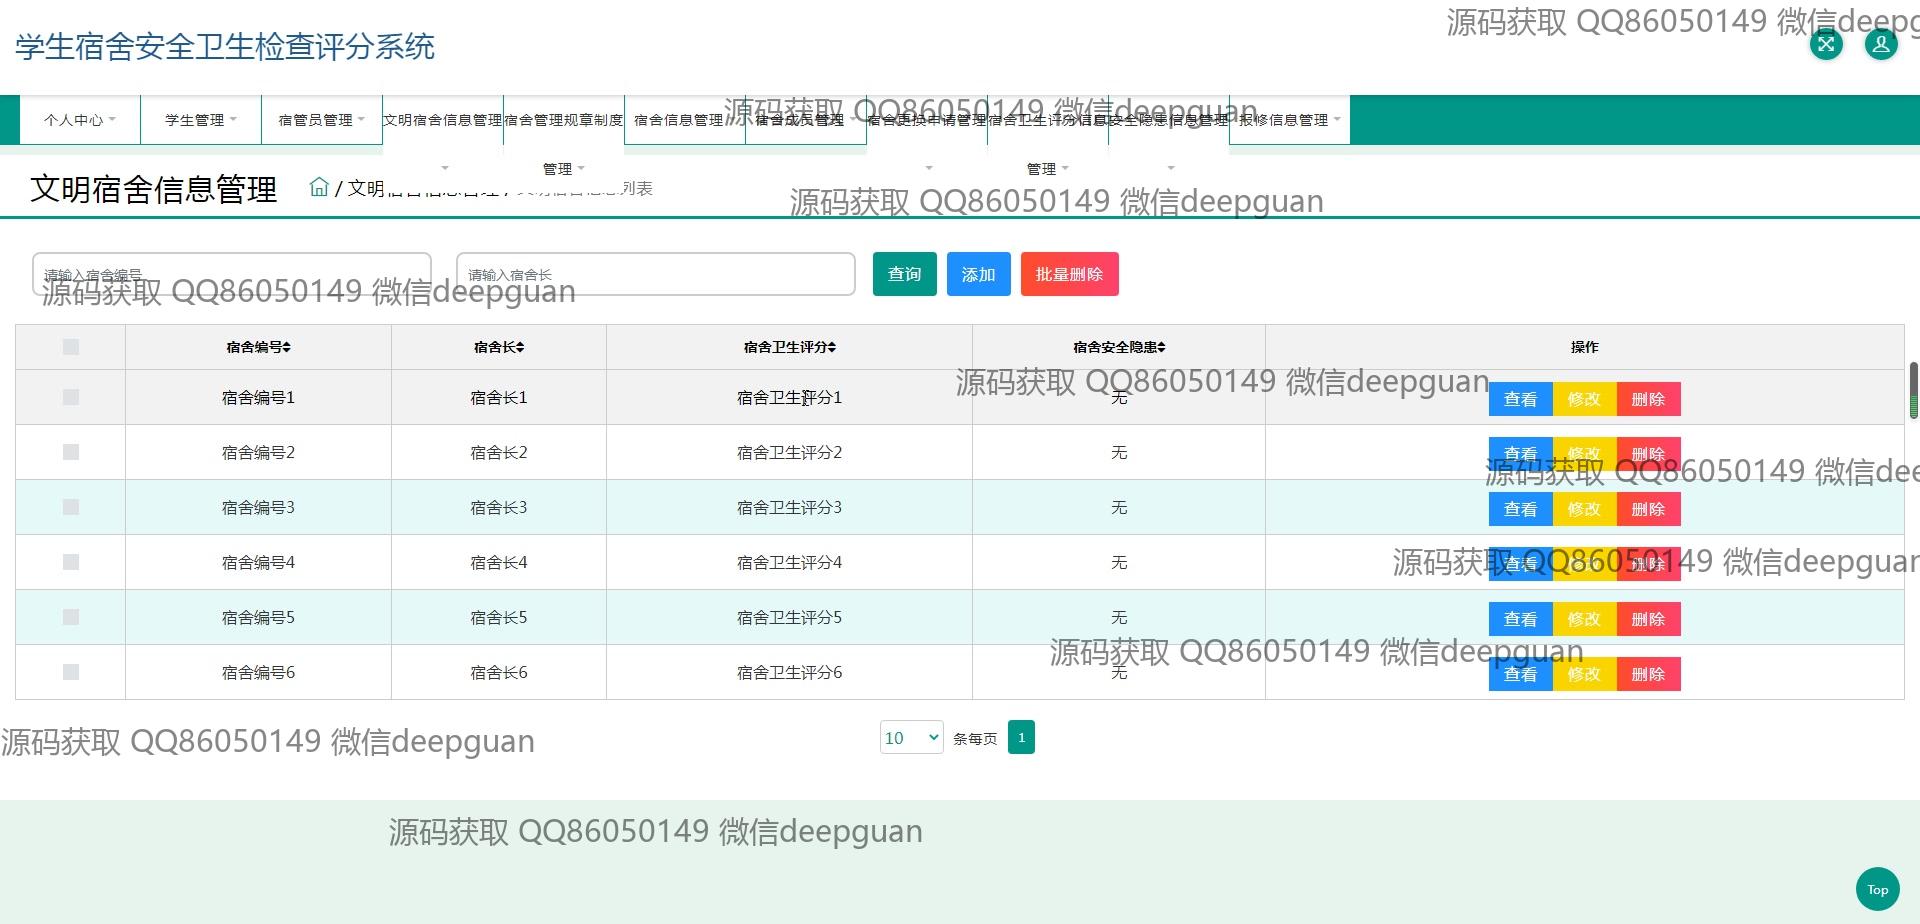 源码获取 QQ86050149 微信deepg
学生宿舍安全卫生检查评分系统
个人中心
学生管理
宿管员管理
文明宿舍信息管理
宿舍管理规章制度管理
宿舍信息管理
宿舍成员管理
宿舍更换申请管理
宿舍卫生评分信息管理
安全隐患信息管理
报修信息管理
源码获取 QQ86050149 微信deepguan
文明宿舍信息管理
/ 文明宿舍信息管理 / 文明宿舍信息列表
源码获取 QQ86050149 微信deepguan
请输入宿舍编号
请输入宿舍长
查询
添加
批量删除
源码获取 QQ86050149 微信deepguan
宿舍编号 宿舍长 宿舍卫生评分 宿舍安全隐患 操作
源码获取 QQ86050149 微信deepguan
宿舍编号1 宿舍长1 宿舍卫生评分1 无 查看 修改 删除
宿舍编号2 宿舍长2 宿舍卫生评分2 无 查看 修改 删除
源码获取 QQ86050149 微信dee
宿舍编号3 宿舍长3 宿舍卫生评分3 无 查看 修改 删除
宿舍编号4 宿舍长4 宿舍卫生评分4 无 查看 修改 删除
源码获取 QQ86050149 微信deepguan
宿舍编号5 宿舍长5 宿舍卫生评分5 无 查看 修改 删除
源码获取 QQ86050149 微信deepguan
宿舍编号6 宿舍长6 宿舍卫生评分6 无 查看 修改 删除
源码获取 QQ86050149 微信deepguan
10 条每页 1
源码获取 QQ86050149 微信deepguan
Top